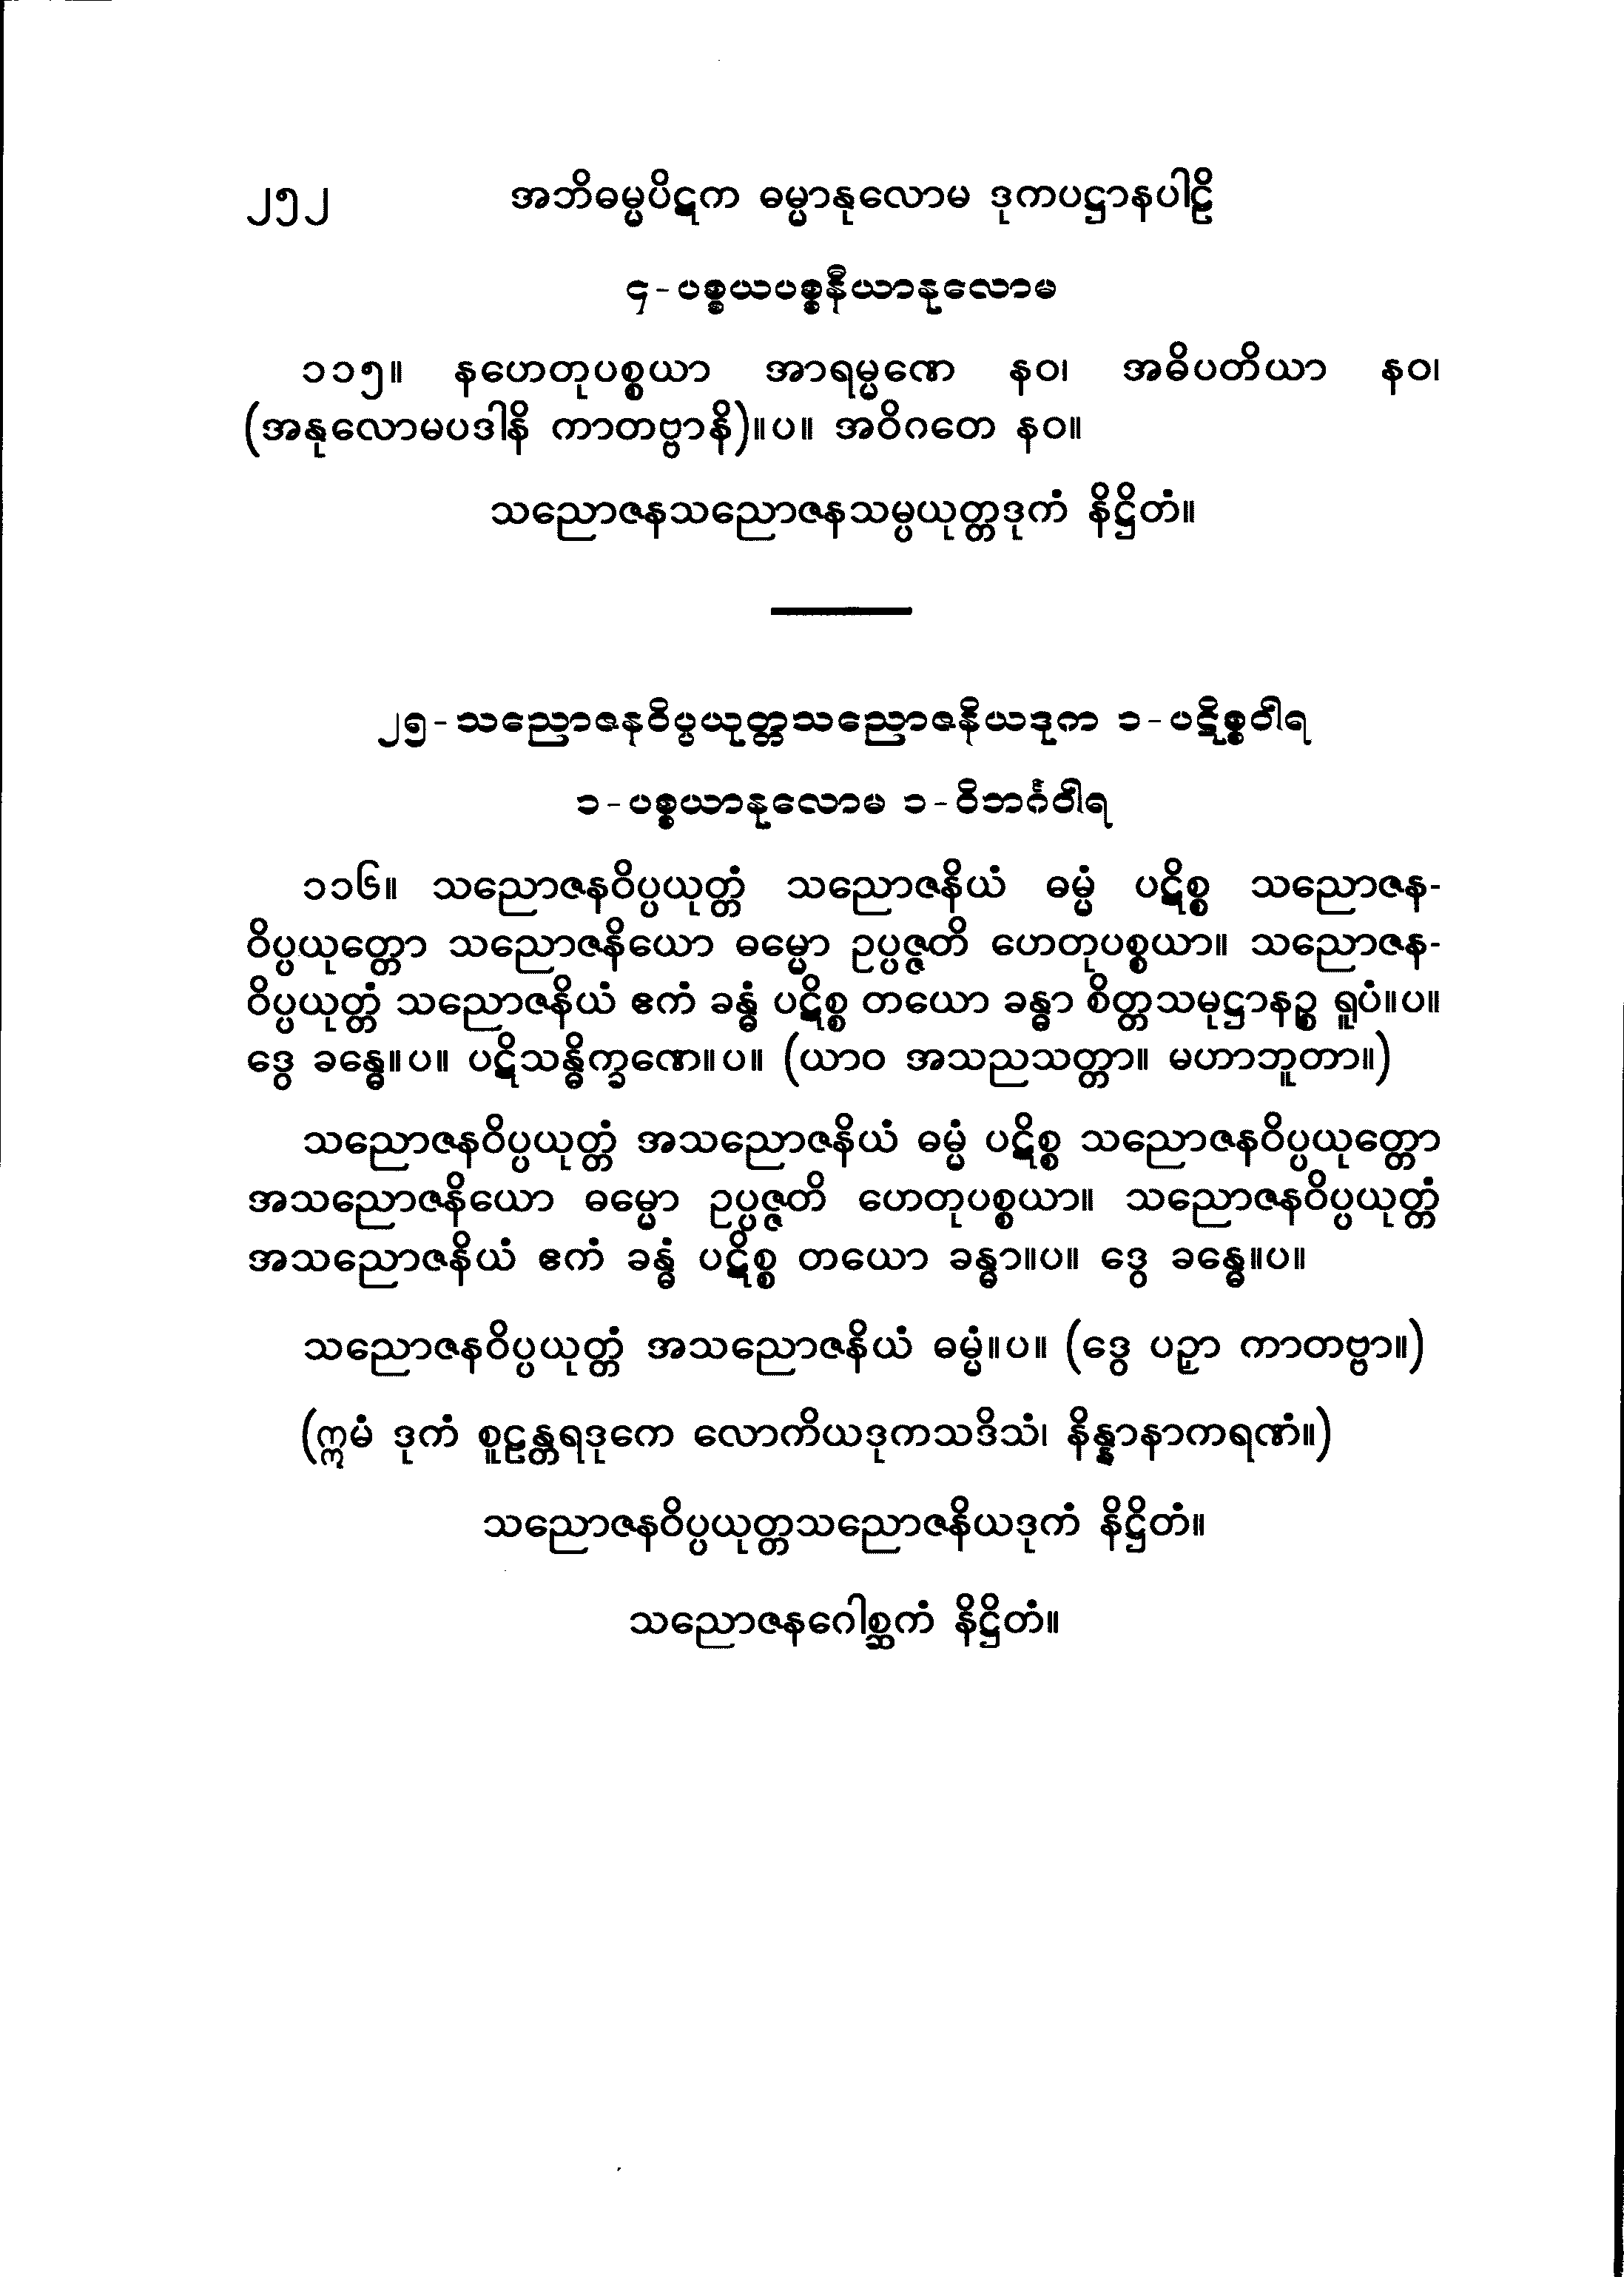 ၂၅၂ အဘိဓမ္မပိဋက ဓမ္မာနုလောမ ဒုကပဋ္ဌာနပါဠိ
၄-ပစ္စယပစ္စနီယာနုလောမ
၁၁၅။ နဟေတုပစ္စယာ အာရမ္မဏေ နဝ၊ အဓိပတိယာ နဝ၊
(အနုလောမပဒါနိ ကာတဗ္ဗာနိ)။ပ။ အဝိဂတေ နဝ။
သညောဇနသညောဇနသမ္ပယုတ္တဒုကံ နိဋ္ဌိတံ။
၂၅-သညောဇနဝိပ္ပယုတ္တသညောဇနိယဒုက ၁-ပဋိစ္စဝါရ
၁-ပစ္စယာနုလောမ ၁-ဝိဘင်္ဂဝါရ
၁၁၆။ သညောဇနဝိပ္ပယုတ္တံ သညောဇနိယံ ဓမ္မံ ပဋိစ္စ သညောဇန-
ဝိပ္ပယုတ္တော သညောဇနိယော ဓမ္မော ဥပ္ပဇ္ဇတိ ဟေတုပစ္စယာ။ သညောဇန-
ဝိပ္ပယုတ္တံ သညောဇနိယံ ဧကံ ခန္ဓံ ပဋိစ္စ တယော ခန္ဓာ စိတ္တသမုဋ္ဌာနဉ္စ ရူပံ။ပ။
ဒွေ ခန္ဓေ။ပ။ ပဋိသန္ဓိက္ခဏေ။ပ။ (ယာဝ အသညသတ္တာ။ မဟာဘူတာ။)
သညောဇနဝိပ္ပယုတ္တံ အသညောဇနိယံ ဓမ္မံ ပဋိစ္စ သညောဇနဝိပ္ပယုတ္တော
အသညောဇနိယော ဓမ္မော ဥပ္ပဇ္ဇတိ ဟေတုပစ္စယာ။ သညောဇနဝိပ္ပယုတ္တံ
အသညောဇနိယံ ဧကံ ခန္ဓံ ပဋိစ္စ တယော ခန္ဓာ။ပ။ ဒွေ ခန္ဓေ။ပ။
သညောဇနဝိပ္ပယုတ္တံ အသညောဇနိယံ ဓမ္မံ။ပ။ (ဒွေ ပဉှာ ကာတဗ္ဗာ။)
(ဣမံ ဒုကံ စူဠန္တရဒုကေ လောကိယဒုကသဒိသံ၊ နိန္နာနာကရဏံ။)
သညောဇနဝိပ္ပယုတ္တသညောဇနိယဒုကံ နိဋ္ဌိတံ။
သညောဇနဂေါစ္ဆကံ နိဋ္ဌိတံ။